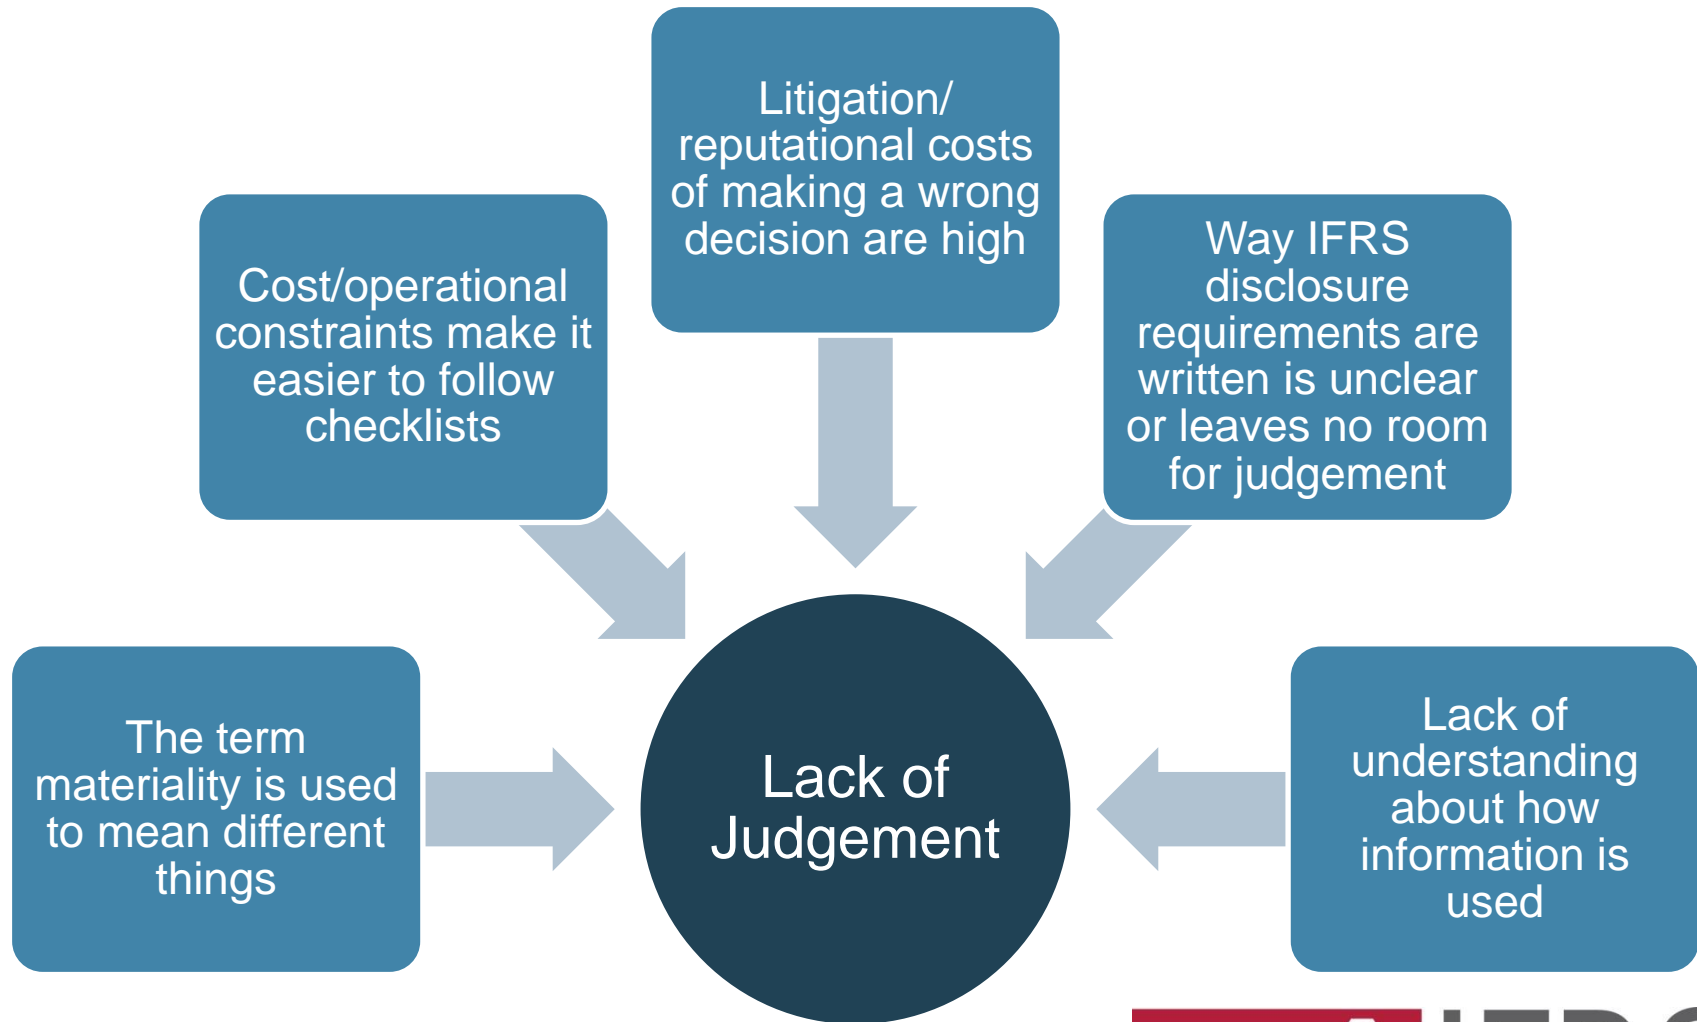 Litigation/
reputational costs
of making a wrong
decision are high
Cost/operational
constraints make it
easier to follow
checklists
Way IFRS
disclosure
requirements are
written is unclear
or leaves no room
for judgement
The term
materiality is used
to mean different
things
Lack of
Judgement
Lack of
understanding
about how
information is
used